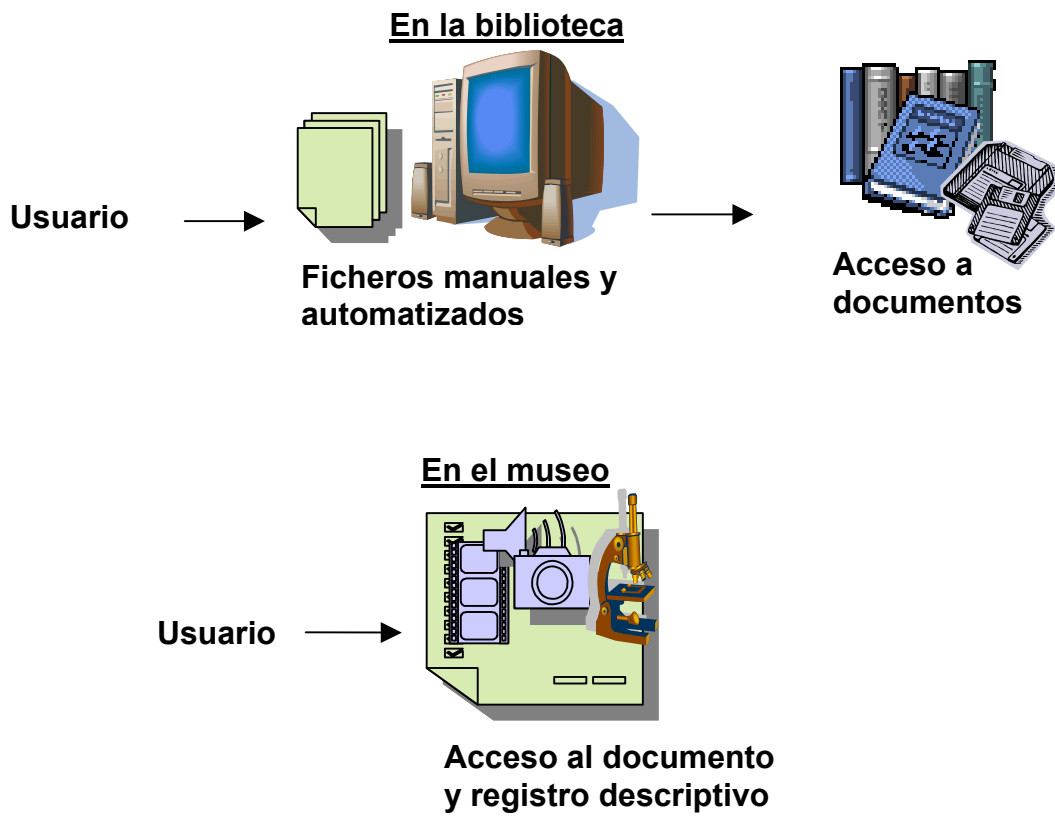 En la biblioteca
Usuario
Ficheros manuales y
automatizados
Acceso a
documentos
En el museo
Usuario
Acceso al documento
y registro descriptivo